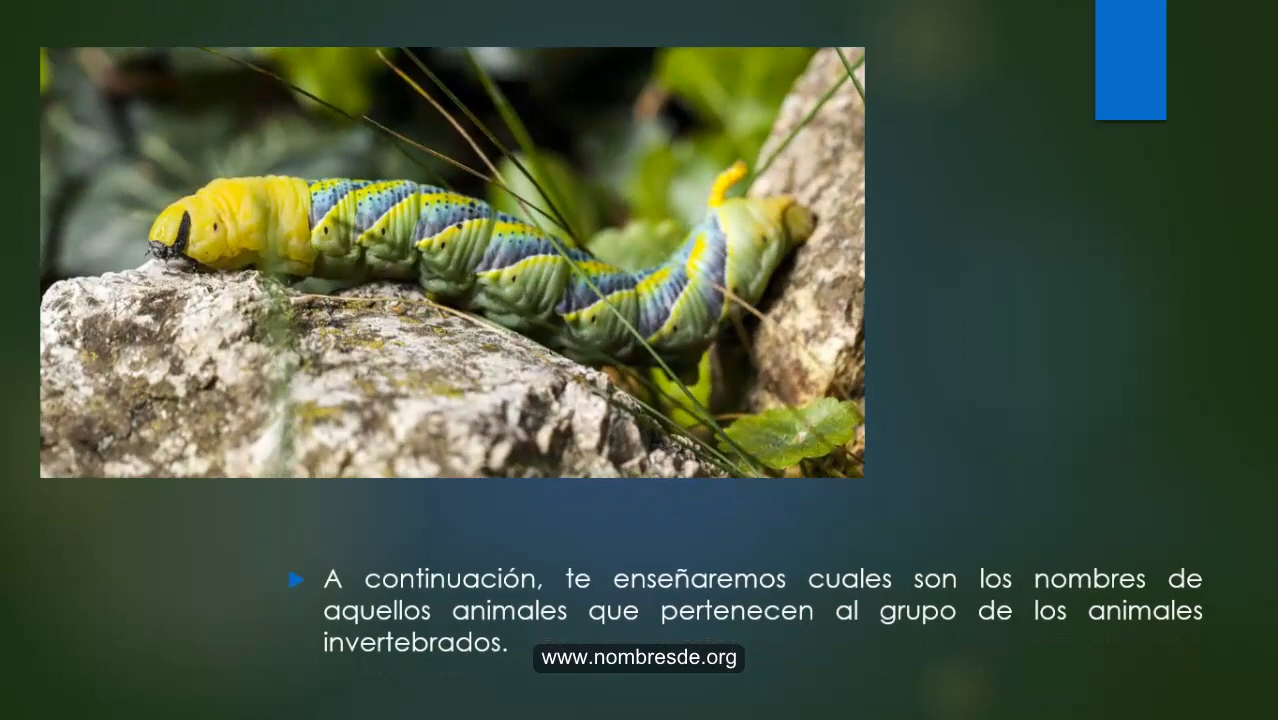 A continuación, te enseñaremos cuales son los nombres de
aquellos animales que pertenecen al grupo de los animales
invertebrados.
www.nombresde.org